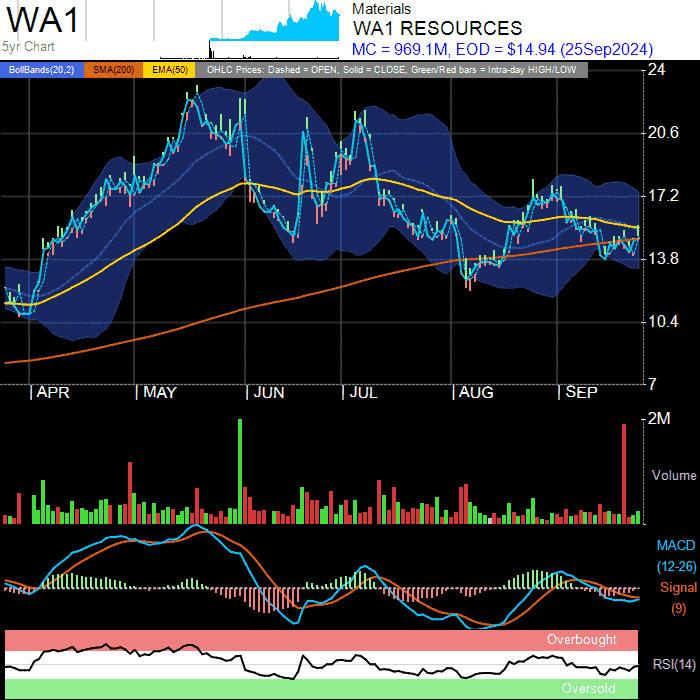 WA1
5yr Chart
Materials
WA1 RESOURCES
MC = 969.1M, EOD = $14.94 (25Sep2024)
BollBands(20,2) SMA(200) EMA(50) OHLC Prices: Dashed = OPEN, Solid = CLOSE, Green/Red bars = Intra-day HIGH/LOW
24
20.6
17.2
13.8
10.4
7
APR MAY JUN JUL AUG SEP
2M
Volume
MACD
(12-26)
Signal
(9)
Overbought
RSI(14)
Oversold